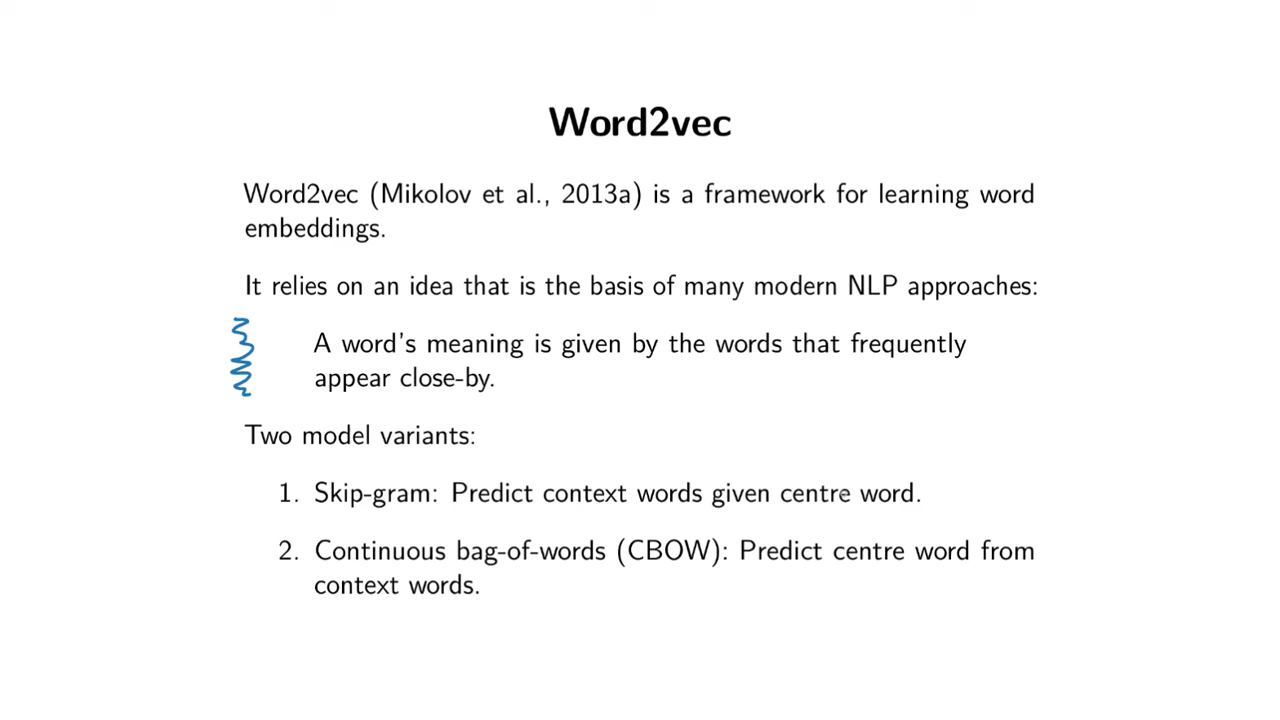 Word2vec
Word2vec (Mikolov et al., 2013a) is a framework for learning word
embeddings.
It relies on an idea that is the basis of many modern NLP approaches:
A word's meaning is given by the words that frequently
appear close-by.
Two model variants:
1. Skip-gram: Predict context words given centre word.
2. Continuous bag-of-words (CBOW): Predict centre word from
context words.